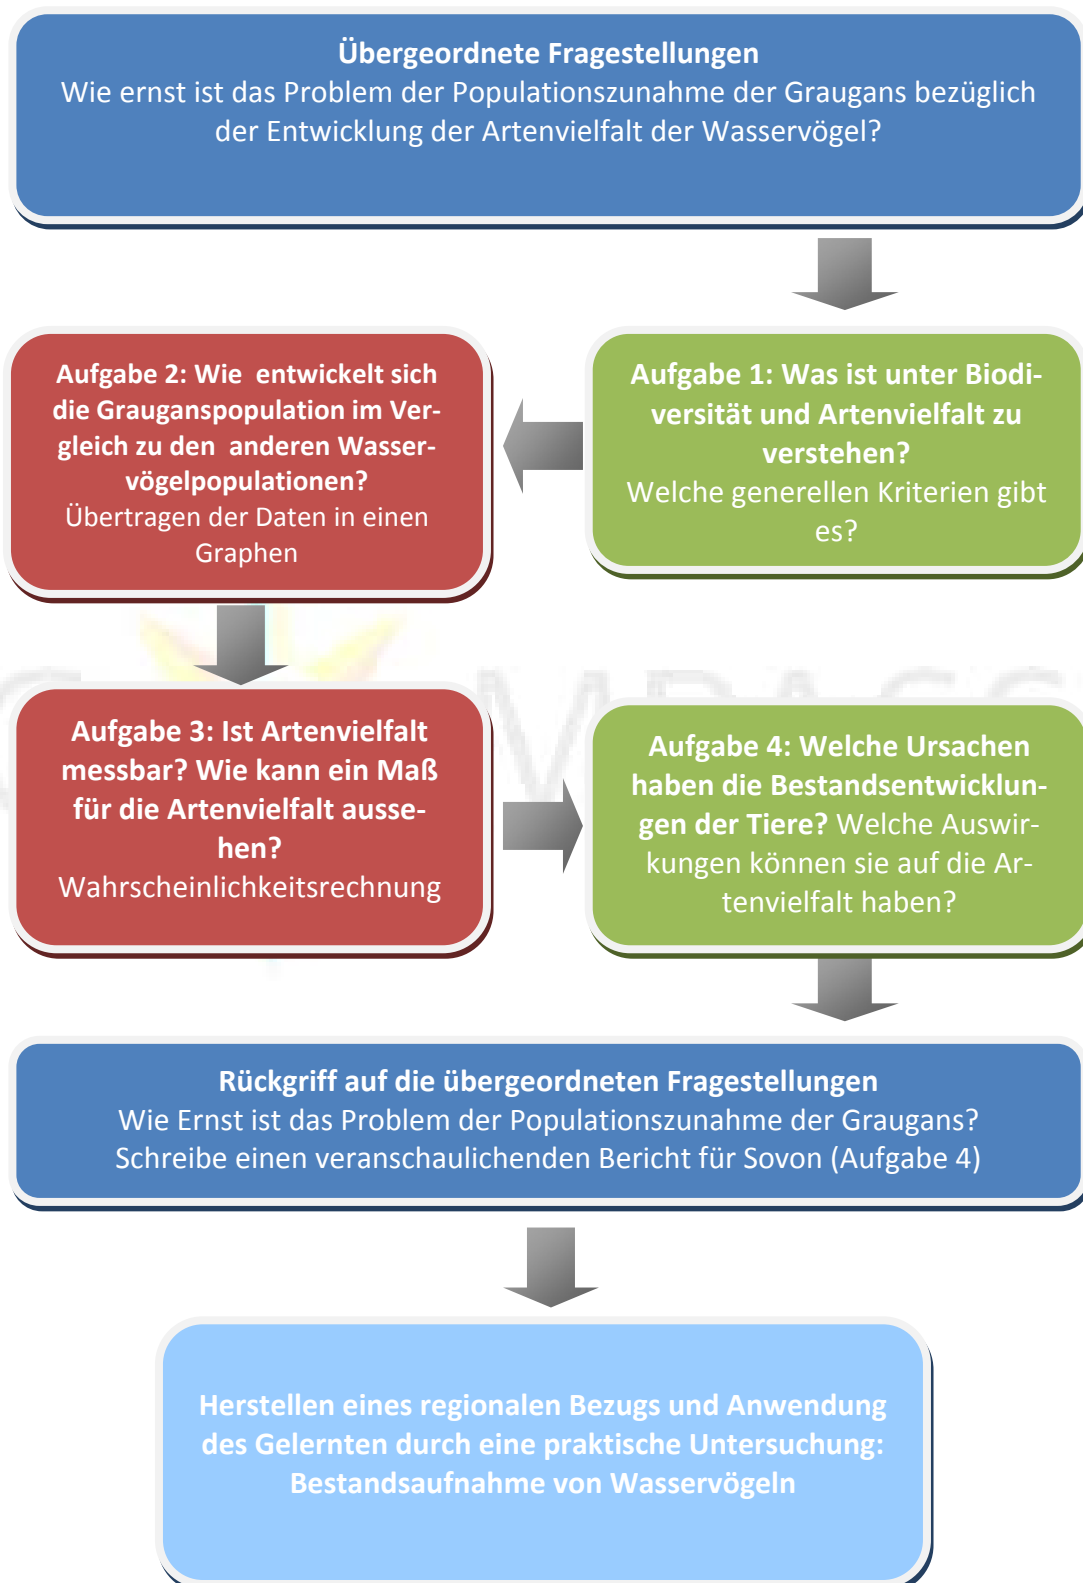 Übergeordnete Fragestellungen
Wie ernst ist das Problem der Populationszunahme der Graugans bezüglich
der Entwicklung der Artenvielfalt der Wasservögel?
Aufgabe 1: Was ist unter Biodi-
versität und Artenvielfalt zu
verstehen?
Welche generellen Kriterien gibt
es?
Aufgabe 2: Wie entwickelt sich
die Grauganspopulation im Ver-
gleich zu den anderen Wasser-
vögelpopulationen?
Übertragen der Daten in einen
Graphen
Aufgabe 3: Ist Artenvielfalt
messbar? Wie kann ein Maß
für die Artenvielfalt ausse-
hen?
Wahrscheinlichkeitsrechnung
Aufgabe 4: Welche Ursachen
haben die Bestandsentwicklun-
gen der Tiere? Welche Auswir-
kungen können sie auf die Ar-
tenvielfalt haben?
Rückgriff auf die übergeordneten Fragestellungen
Wie Ernst ist das Problem der Populationszunahme der Graugans?
Schreibe einen veranschaulichenden Bericht für Sovon (Aufgabe 4)
Herstellen eines regionalen Bezugs und Anwendung
des Gelernten durch eine praktische Untersuchung:
Bestandsaufnahme von Wasservögeln